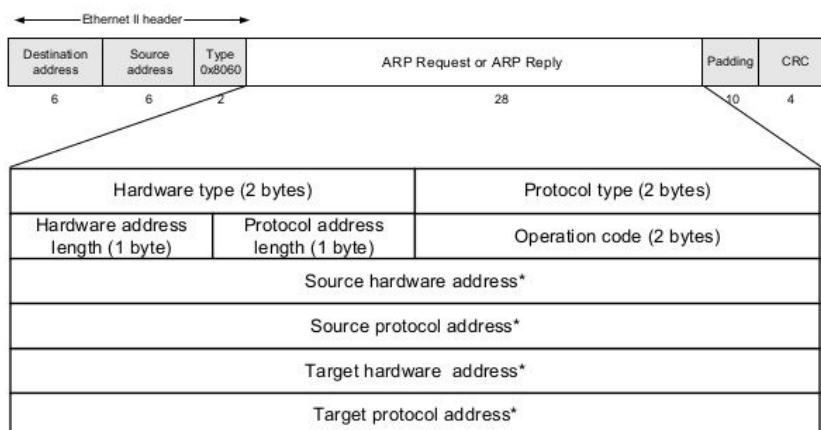 Ethernet II header
Destination
address
Source
address
Type
0x8060
ARP Request or ARP Reply
Padding
CRC
6
6
2
28
10
4
Hardware type (2 bytes)
Protocol type (2 bytes)
Hardware address
length (1 byte)
Protocol address
length (1 byte)
Operation code (2 bytes)
Source hardware address*
Source protocol address*
Target hardware address*
Target protocol address*